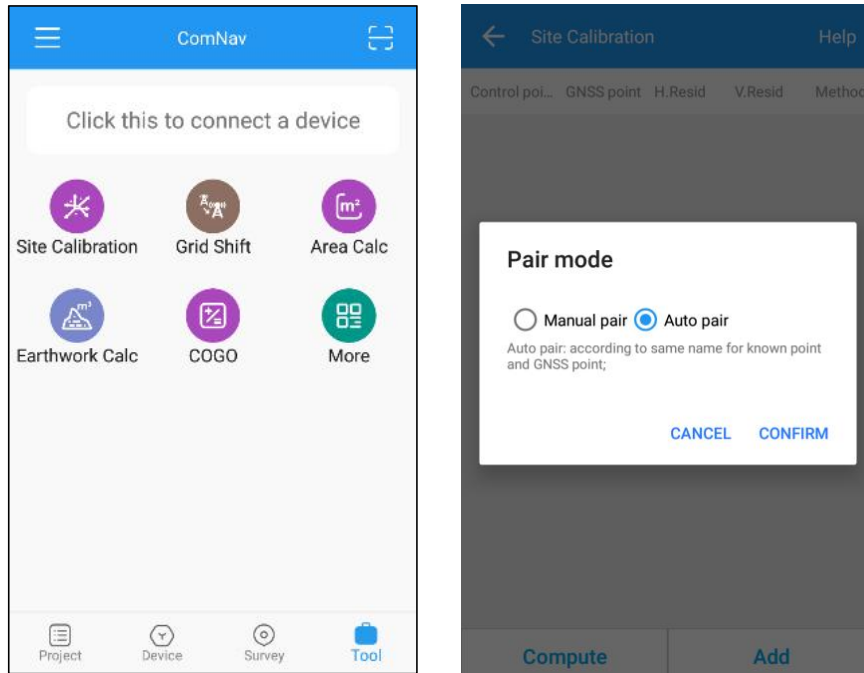 ComNav
Click this to connect a device
Site Calibration
Grid Shift
Area Calc
Earthwork Calc
COGO
More
Project
Device
Survey
Tool
Site Calibration
Help
Control poi... GNSS point H.Resid V.Resid Method
Pair mode
Manual pair Auto pair
Auto pair: according to same name for known point
and GNSS point;
CANCEL CONFIRM
Compute Add